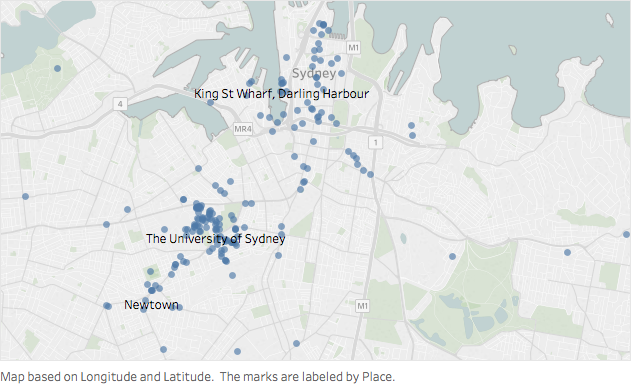 M1
Sydney
King St Wharf, Darling Harbour
4
MR4
1
The University of Sydney
Newtown
M1
Map based on Longitude and Latitude.  The marks are labeled by Place.